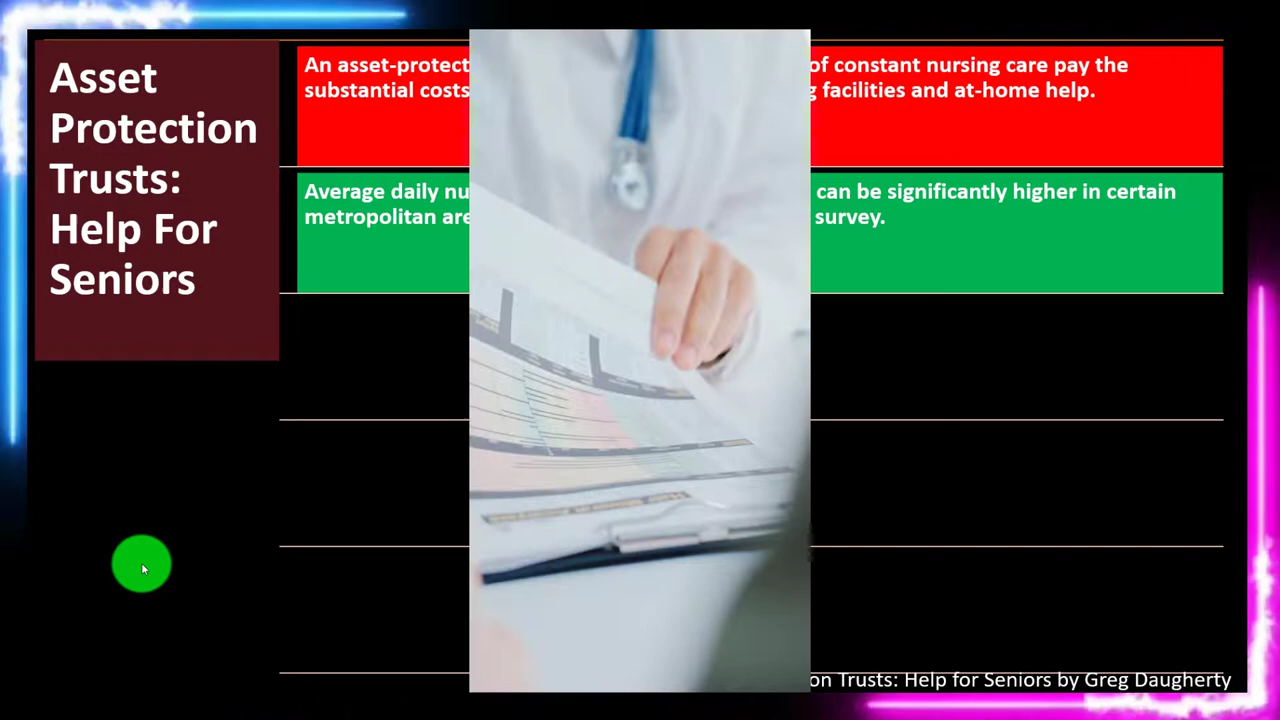 Asset
Protection
Trusts:
Help For
Seniors
An asset-protect of constant nursing care pay the
substantial costs facilities and at-home help.
Average daily nu can be significantly higher in certain
metropolitan are survey.
on Trusts: Help for Seniors by Greg Daugherty